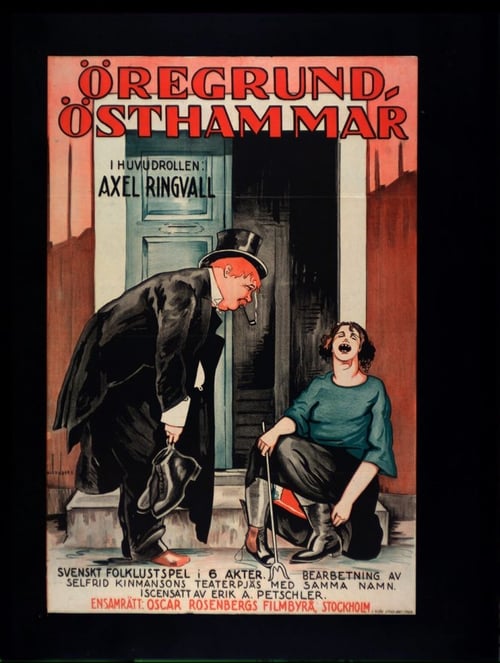 ÖREGRUND-
ÖSTHAMMAR
I HUVUDROLLEN:
AXEL RINGVALL
SVENSKT FOLKLUSTSPEL i 6 AKTER. BEARBETNING AV
SELFRID KINMANSONS TEATERPJÄS MED SAMMA NAMN.
ISCENSATT AV ERIK A. PETSCHLER.
ENSAMRÄTT: OSCAR ROSENBERGS FILMBYRÅ, STOCKHOLM